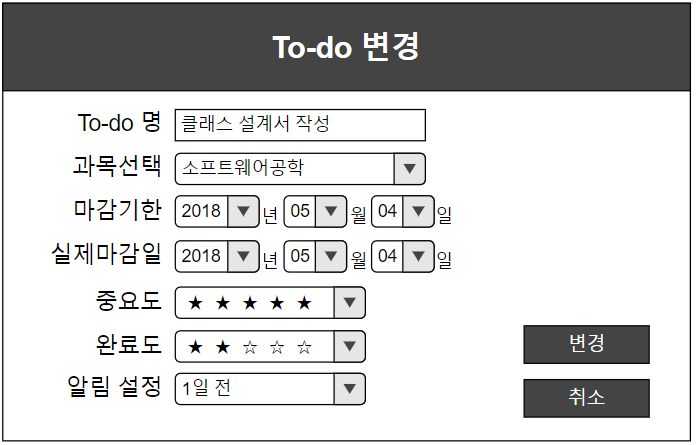 To-do 변경
To-do 명 클래스 설계서 작성
과목선택 소프트웨어공학
마감기한 2018 년 05 월 04 일
실제마감일 2018 년 05 월 04 일
중요도 ★ ★ ★ ★ ★
완료도 ★ ★ ☆ ☆ ☆
변경
알림 설정 1일 전
취소